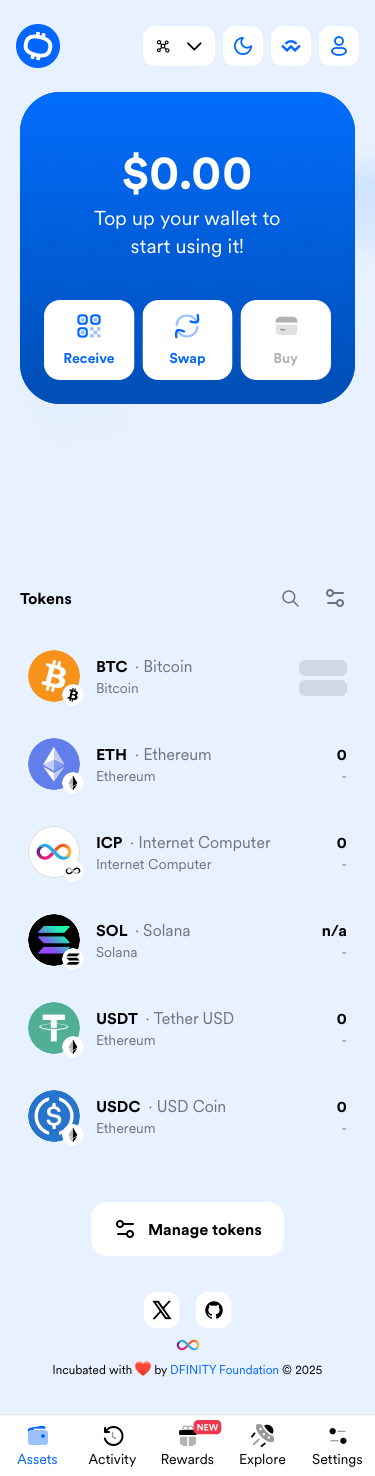 $0.00
Top up your wallet to
start using it!
Receive
Swap
Buy
Tokens
BTC · Bitcoin
Bitcoin
ETH · Ethereum
0
Ethereum
-
ICP · Internet Computer
0
Internet Computer
-
SOL · Solana
n/a
Solana
-
USDT · Tether USD
0
Ethereum
-
USDC · USD Coin
0
Ethereum
-
Manage tokens
Incubated with ❤️ by DFINITY Foundation © 2025
NEW
Assets
Activity
Rewards
Explore
Settings